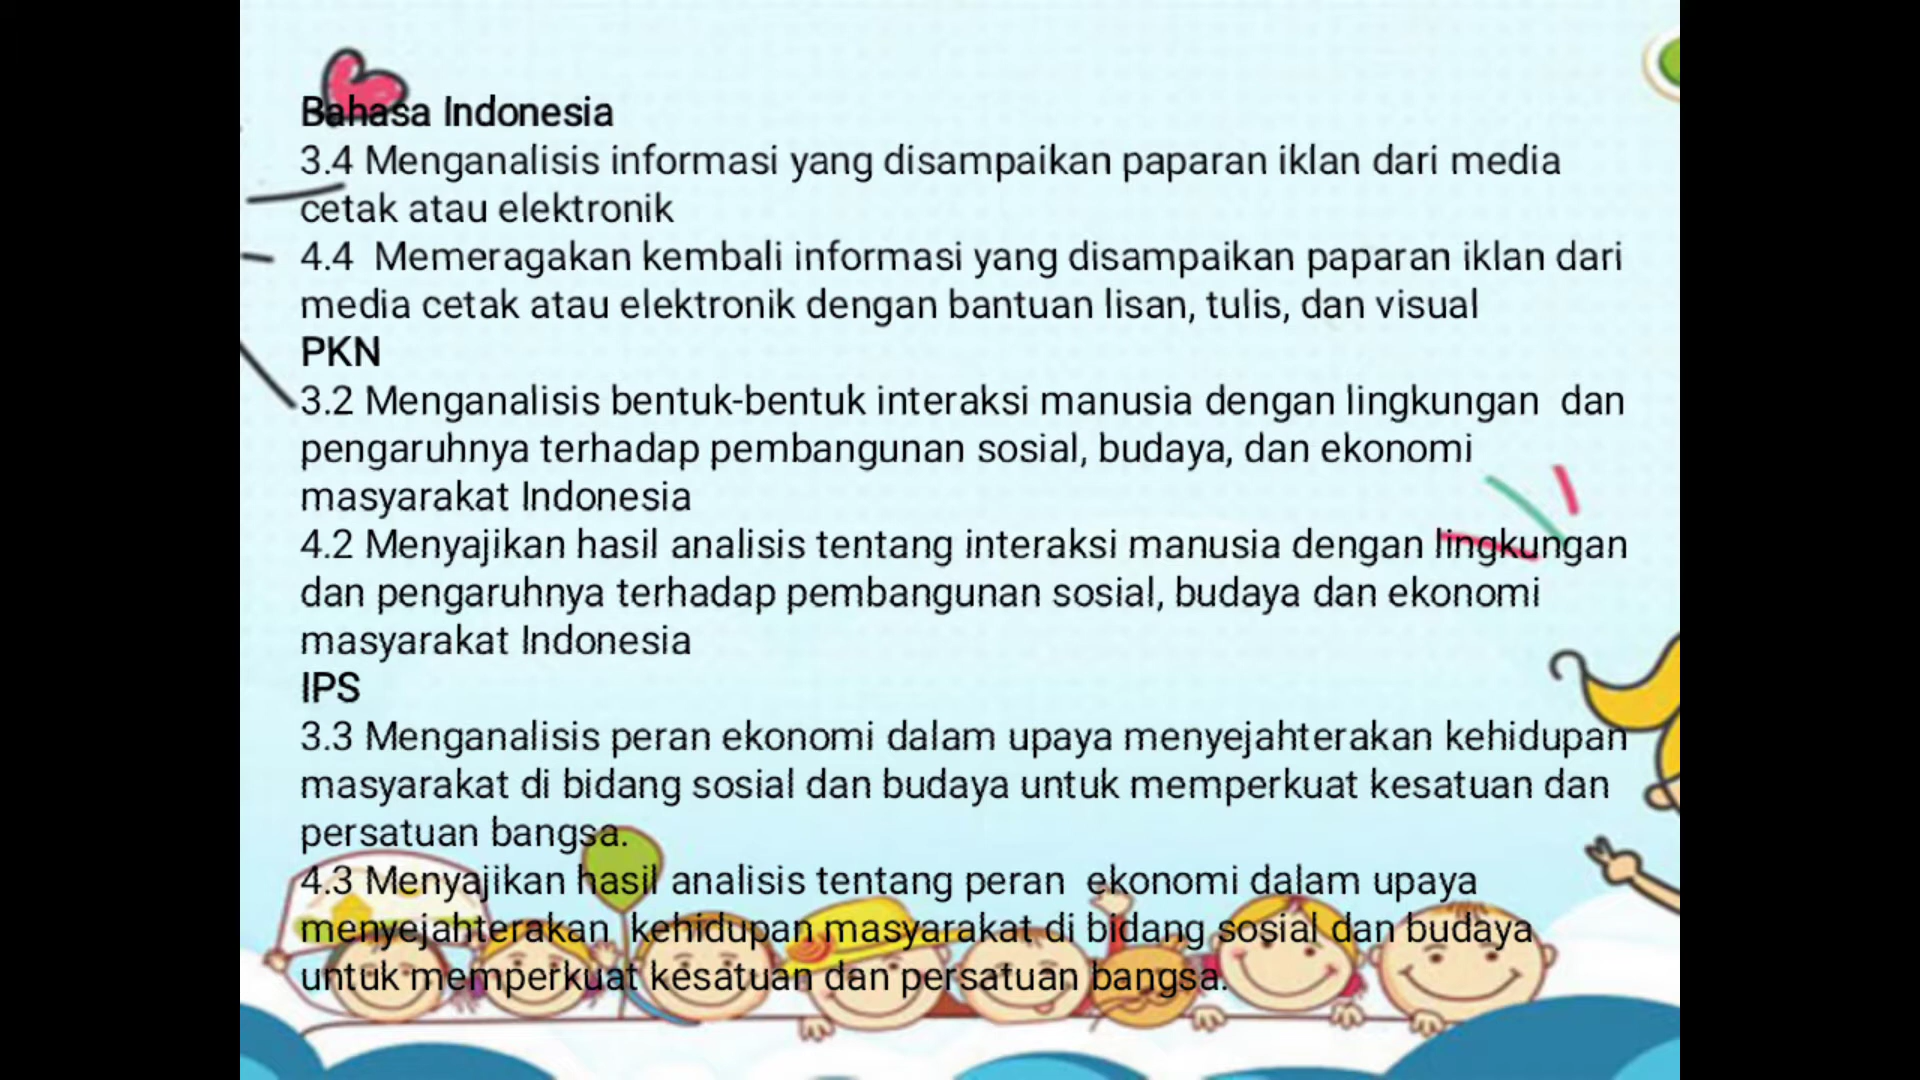 Bahasa Indonesia
3.4 Menganalisis informasi yang disampaikan paparan iklan dari media
cetak atau elektronik
4.4  Memeragakan kembali informasi yang disampaikan paparan iklan dari
media cetak atau elektronik dengan bantuan lisan, tulis, dan visual
PKN
3.2 Menganalisis bentuk-bentuk interaksi manusia dengan lingkungan  dan
pengaruhnya terhadap pembangunan sosial, budaya, dan ekonomi
masyarakat Indonesia
4.2 Menyajikan hasil analisis tentang interaksi manusia dengan lingkungan
dan pengaruhnya terhadap pembangunan sosial, budaya dan ekonomi
masyarakat Indonesia
IPS
3.3 Menganalisis peran ekonomi dalam upaya menyejahterakan kehidupan
masyarakat di bidang sosial dan budaya untuk memperkuat kesatuan dan
persatuan bangsa.
4.3 Menyajikan hasil analisis tentang peran  ekonomi dalam upaya
menyejahterakan  kehidupan masyarakat di bidang sosial dan budaya
untuk memperkuat kesatuan dan persatuan bangsa.